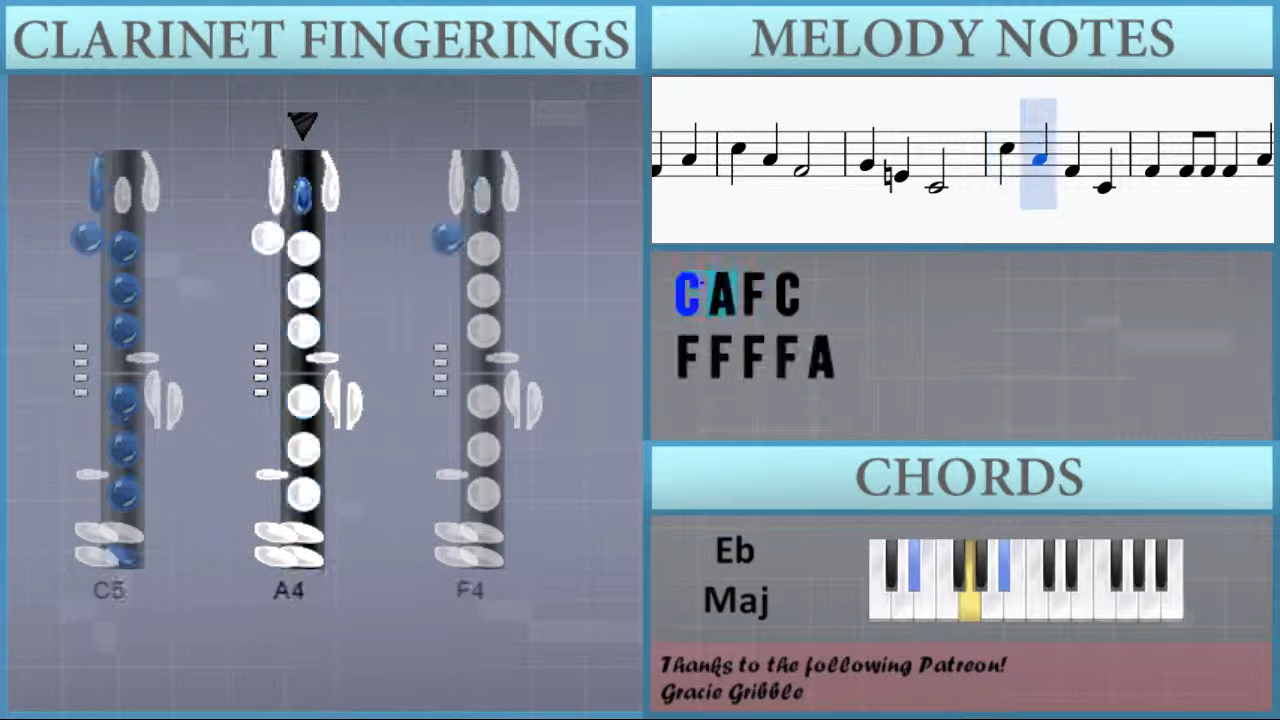 CLARINET FINGERINGS
C5
A4
F4
MELODY NOTES
C A F C
F F F F A
CHORDS
Eb
Maj
Thanks to the following Patreon!
Gracie Gribble